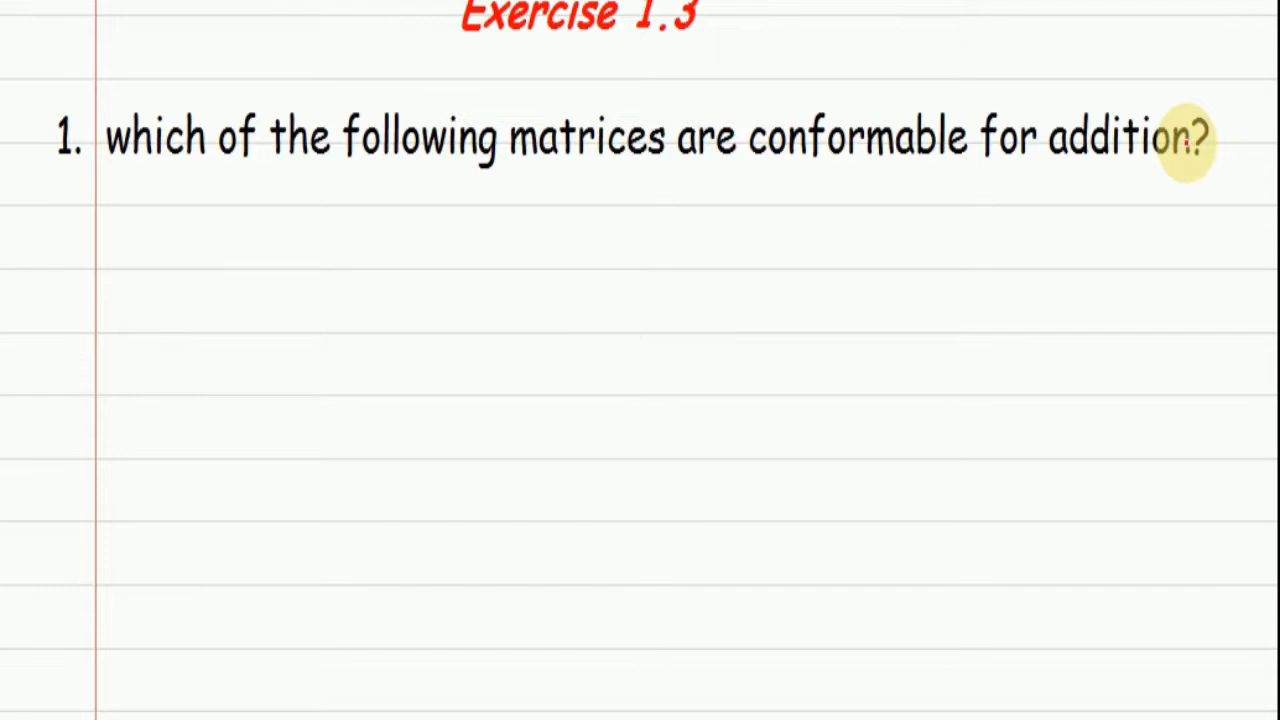 Exercise 1.3
1. which of the following matrices are conformable for addition?